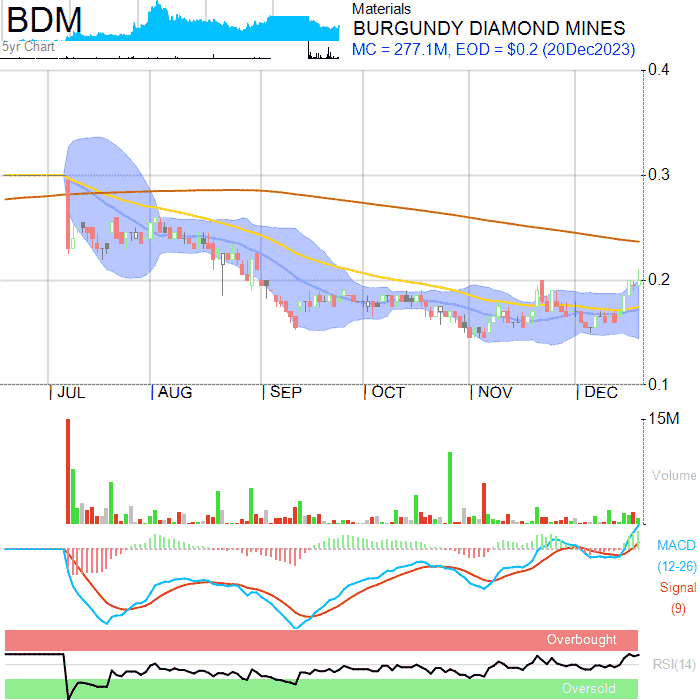 BDM
5yr Chart
Materials
BURGUNDY DIAMOND MINES
MC = 277.1M, EOD = $0.2 (20Dec2023)
0.4
0.3
0.2
0.1
JUL AUG SEP OCT NOV DEC
15M
Volume
MACD
(12-26)
Signal
(9)
Overbought
RSI(14)
Oversold